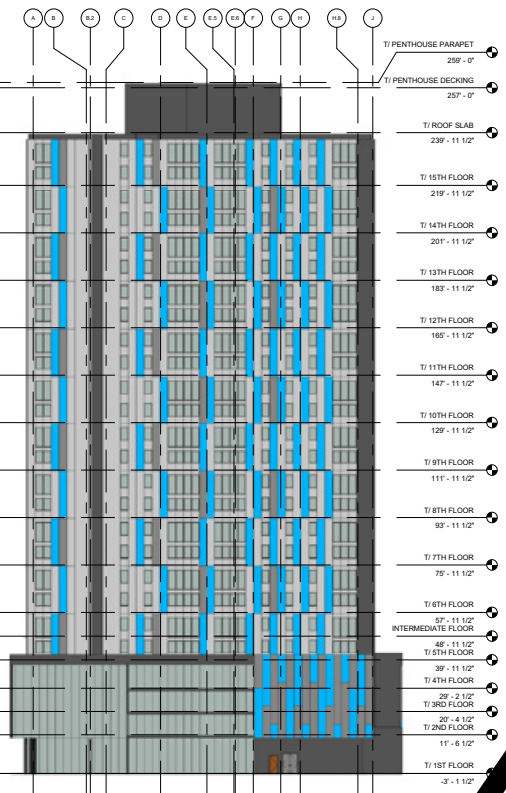 A B B.2 C D E E.5 E.6 F G H H.8 J
T/ PENTHOUSE PARAPET
259' - 0"
T/ PENTHOUSE DECKING
257' - 0"
T/ ROOF SLAB
239' - 11 1/2"
T/ 15TH FLOOR
219' - 11 1/2"
T/ 14TH FLOOR
201' - 11 1/2"
T/ 13TH FLOOR
183' - 11 1/2"
T/ 12TH FLOOR
165' - 11 1/2"
T/ 11TH FLOOR
147' - 11 1/2"
T/ 10TH FLOOR
129' - 11 1/2"
T/ 9TH FLOOR
111' - 11 1/2"
T/ 8TH FLOOR
93' - 11 1/2"
T/ 7TH FLOOR
75' - 11 1/2"
T/ 6TH FLOOR
57' - 11 1/2"
INTERMEDIATE FLOOR
48' - 11 1/2"
T/ 5TH FLOOR
39' - 11 1/2"
T/ 4TH FLOOR
29' - 2 1/2"
T/ 3RD FLOOR
20' - 4 1/2"
T/ 2ND FLOOR
11' - 6 1/2"
T/ 1ST FLOOR
-3' - 1 1/2"